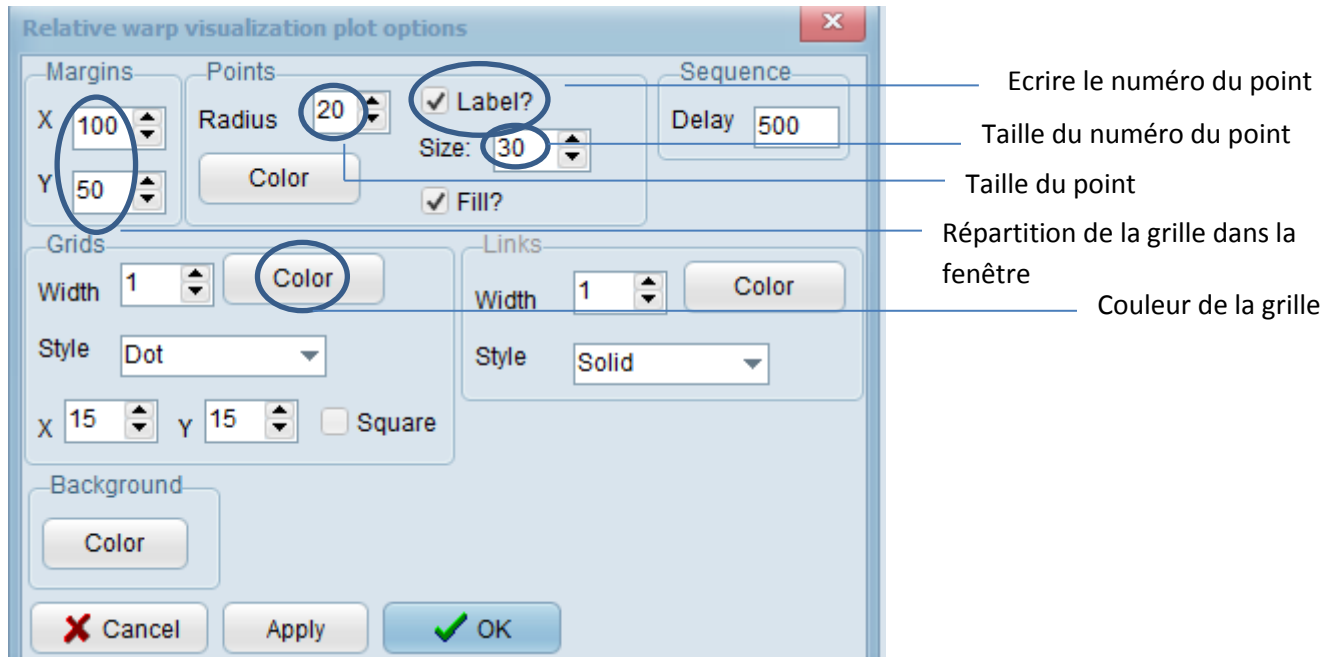 Relative warp visualization plot options
Margins
X 100
Y 50
Points
Radius 20
Color
Label?
Size: 30
Fill?
Sequence
Delay 500
Grids
Width 1 Color
Style Dot
X 15 Y 15 Square
Links
Width 1 Color
Style Solid
Background
Color
Cancel Apply OK
Ecrire le numéro du point
Taille du numéro du point
Taille du point
Répartition de la grille dans la
fenêtre
Couleur de la grille